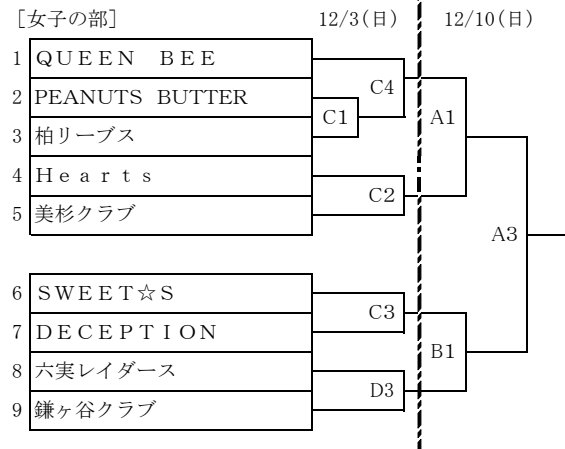 ［女子の部］ 12/3(日) 12/10(日)
1 ＱＵＥＥＮ　ＢＥＥ
C4
2 PEANUTS BUTTER
C1 A1
3 柏リーブス
4 Ｈｅａｒｔｓ
C2
5 美杉クラブ
A3
6 ＳＷＥＥＴ☆Ｓ
C3
7 ＤＥＣＥＰＴＩＯＮ
B1
8 六実レイダース
D3
9 鎌ヶ谷クラブ